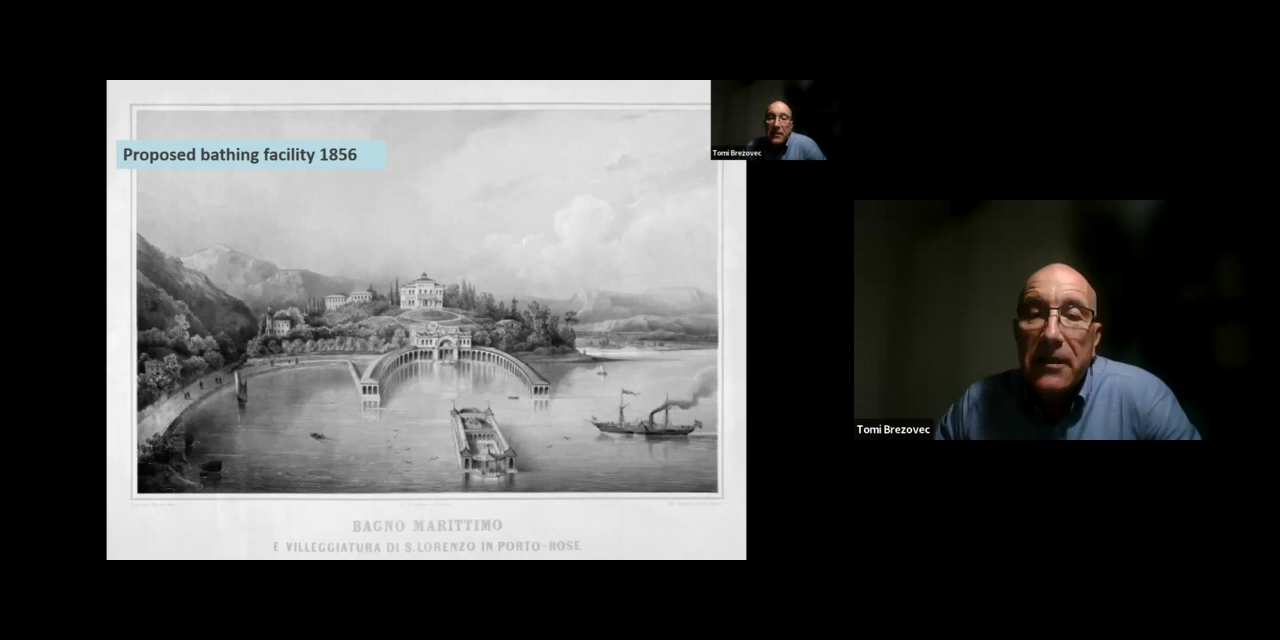 Proposed bathing facility 1856
Tomi Brezovec
Tomi Brezovec
BAGNO MARITTIMO
E VILLEGGIATURA DI S. LORENZO IN PORTO-ROSE